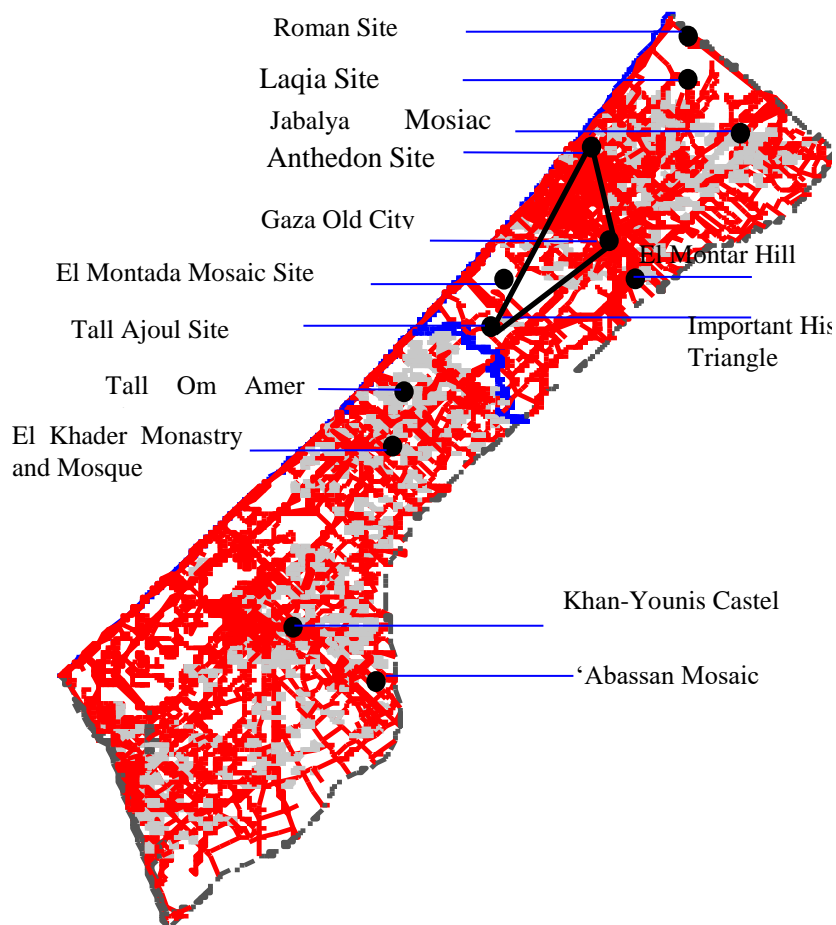 Roman Site
Laqia Site
Jabalya Mosiac
Anthedon Site
Gaza Old City
El Montar Hill
El Montada Mosaic Site
Important His
Triangle
Tall Ajoul Site
Tall Om Amer
El Khader Monastry
and Mosque
Khan-Younis Castel
‘Abassan Mosaic